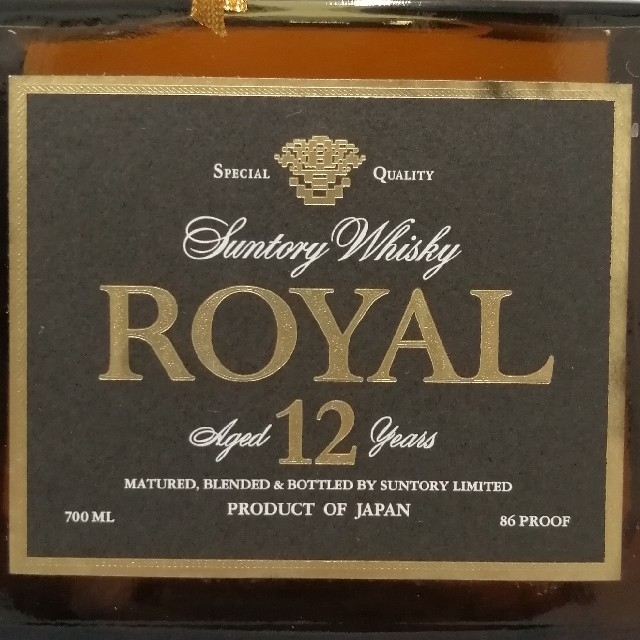 SPECIAL QUALITY
Suntory Whisky
ROYAL
Aged 12 Years
MATURED, BLENDED & BOTTLED BY SUNTORY LIMITED
PRODUCT OF JAPAN
700 ML 86 PROOF